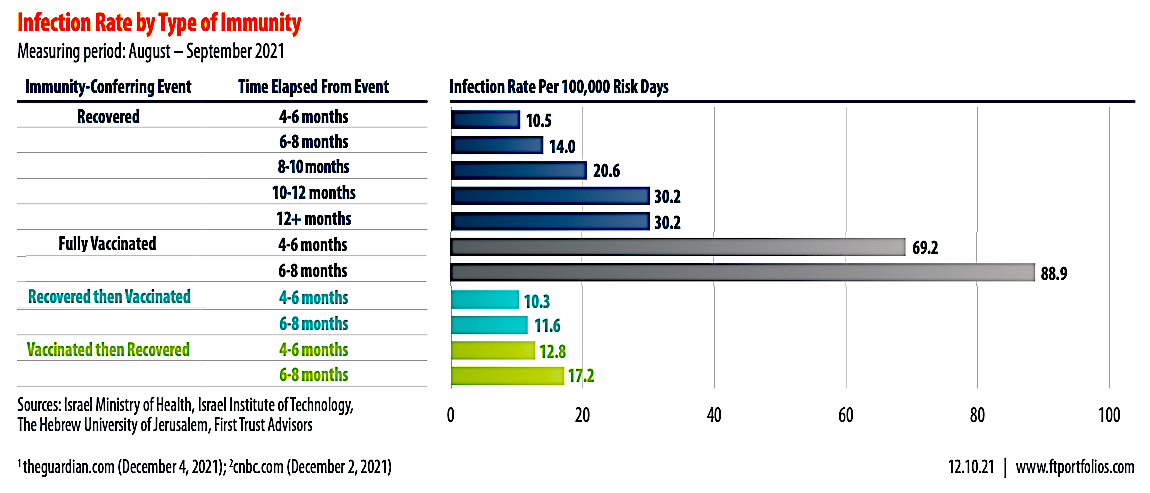 Infection Rate by Type of Immunity
Measuring period: August – September 2021
Immunity-Conferring Event Time Elapsed From Event Infection Rate Per 100,000 Risk Days
Recovered 4-6 months 10.5
6-8 months 14.0
8-10 months 20.6
10-12 months 30.2
12+ months 30.2
Fully Vaccinated 4-6 months 69.2
6-8 months 88.9
Recovered then Vaccinated 4-6 months 10.3
6-8 months 11.6
Vaccinated then Recovered 4-6 months 12.8
6-8 months 17.2
0 20 40 60 80 100
Sources: Israel Ministry of Health, Israel Institute of Technology,
The Hebrew University of Jerusalem, First Trust Advisors
¹theguardian.com (December 4, 2021); ²cnbc.com (December 2, 2021) 12.10.21 | www.ftportfolios.com